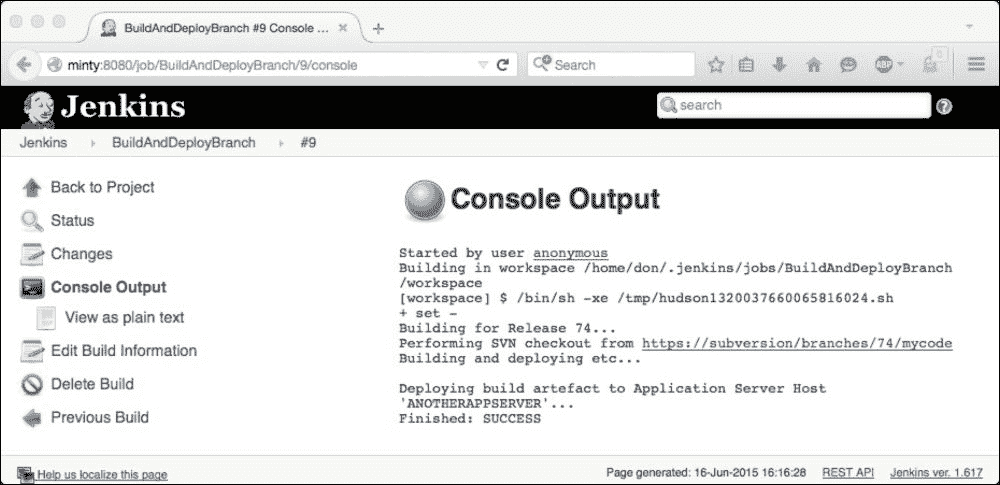 BuildAndDeployBranch #9 Console ...
minty:8080/job/BuildAndDeployBranch/9/console
Search
ABP
0
Jenkins
search
?
Jenkins
BuildAndDeployBranch
#9
Back to Project
Status
Changes
Console Output
View as plain text
Edit Build Information
Delete Build
Previous Build
Console Output
Started by user anonymous
Building in workspace /home/don/.jenkins/jobs/BuildAndDeployBranch
/workspace
[workspace] $ /bin/sh -xe /tmp/hudson1320037660065816024.sh
+ set -
Building for Release 74...
Performing SVN checkout from https://subversion/branches/74/mycode
Building and deploying etc...
Deploying build artefact to Application Server Host
'ANOTHERAPPSERVER'...
Finished: SUCCESS
Help us localize this page
Page generated: 16-Jun-2015 16:16:28
REST API
Jenkins ver. 1.617